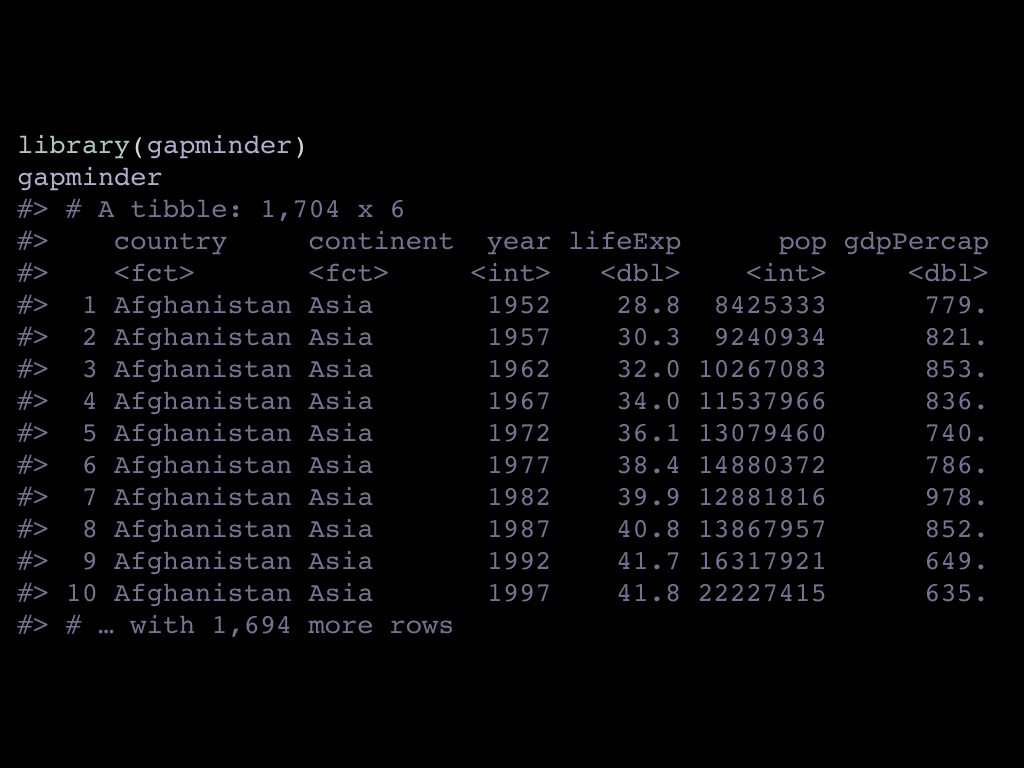 library(gapminder)
gapminder
#> # A tibble: 1,704 x 6
#>    country     continent  year lifeExp      pop gdpPercap
#>    <fct>       <fct>     <int>   <dbl>    <int>     <dbl>
#>  1 Afghanistan Asia       1952    28.8  8425333      779.
#>  2 Afghanistan Asia       1957    30.3  9240934      821.
#>  3 Afghanistan Asia       1962    32.0 10267083      853.
#>  4 Afghanistan Asia       1967    34.0 11537966      836.
#>  5 Afghanistan Asia       1972    36.1 13079460      740.
#>  6 Afghanistan Asia       1977    38.4 14880372      786.
#>  7 Afghanistan Asia       1982    39.9 12881816      978.
#>  8 Afghanistan Asia       1987    40.8 13867957      852.
#>  9 Afghanistan Asia       1992    41.7 16317921      649.
#> 10 Afghanistan Asia       1997    41.8 22227415      635.
#> # … with 1,694 more rows